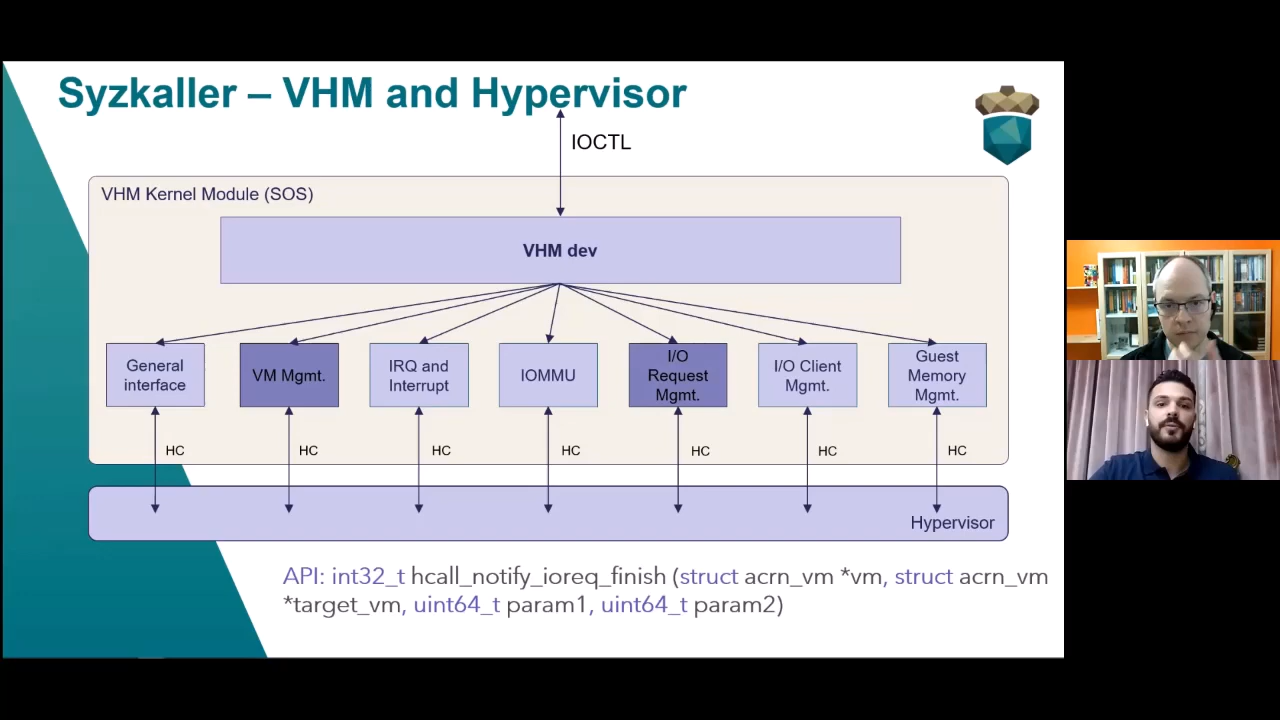 Syzkaller – VHM and Hypervisor
IOCTL
VHM Kernel Module (SOS)
VHM dev
General
interface
VM Mgmt.
IRQ and
Interrupt
IOMMU
I/O
Request
Mgmt.
I/O Client
Mgmt.
Guest
Memory
Mgmt.
HC
HC
HC
HC
HC
HC
HC
Hypervisor
API: int32_t hcall_notify_ioreq_finish (struct acrn_vm *vm, struct acrn_vm
*target_vm, uint64_t param1, uint64_t param2)